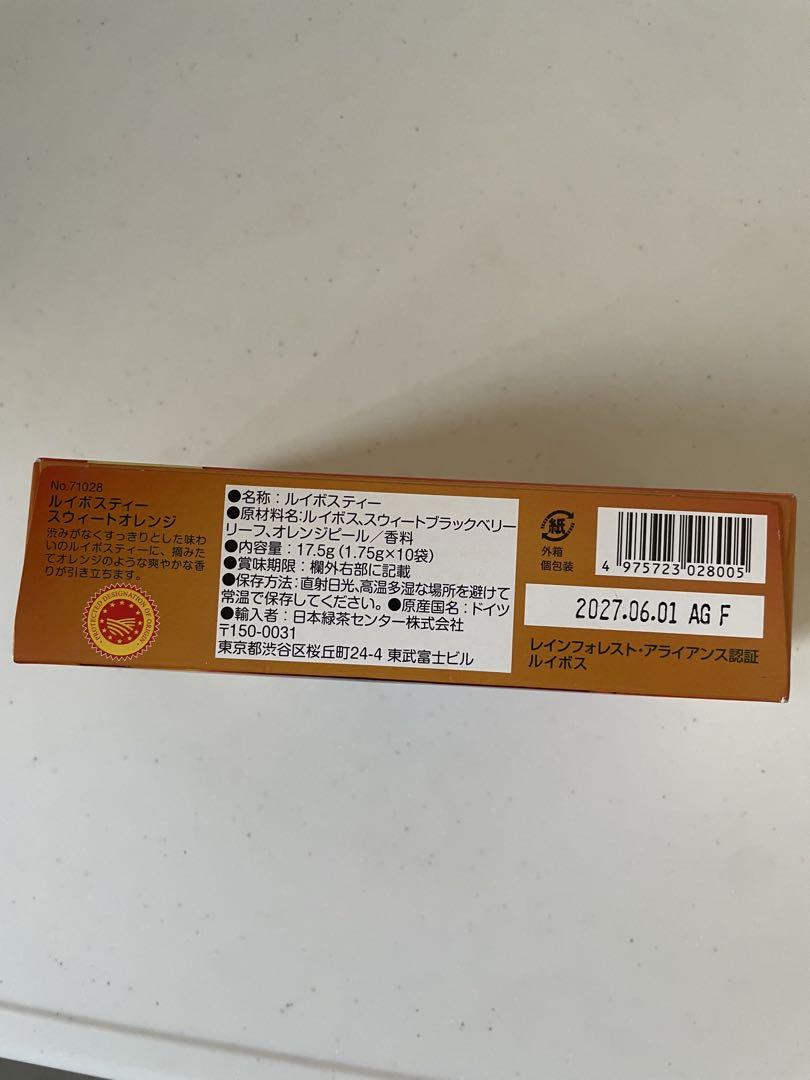 No.71028
ルイボスティー
スウィートオレンジ
渋みがなくすっきりとした味わ
いのルイボスティーに、摘みた
てオレンジのような爽やかな香
りが引き立ちます。
PROTECTED DESIGNATION OF ORIGIN
●名称：ルイボスティー
●原材料名:ルイボス、スウィートブラックベリー
リーフ、オレンジピール／香料
●内容量：17.5g (1.75g×10袋)
●賞味期限：欄外右部に記載
●保存方法：直射日光、高温多湿な場所を避けて
常温で保存してください。●原産国名：ドイツ
●輸入者：日本緑茶センター株式会社
〒150-0031
東京都渋谷区桜丘町24-4 東武富士ビル
紙
外箱
個包装
4 975723 028005
2027.06.01 AG F
レインフォレスト・アライアンス認証
ルイボス